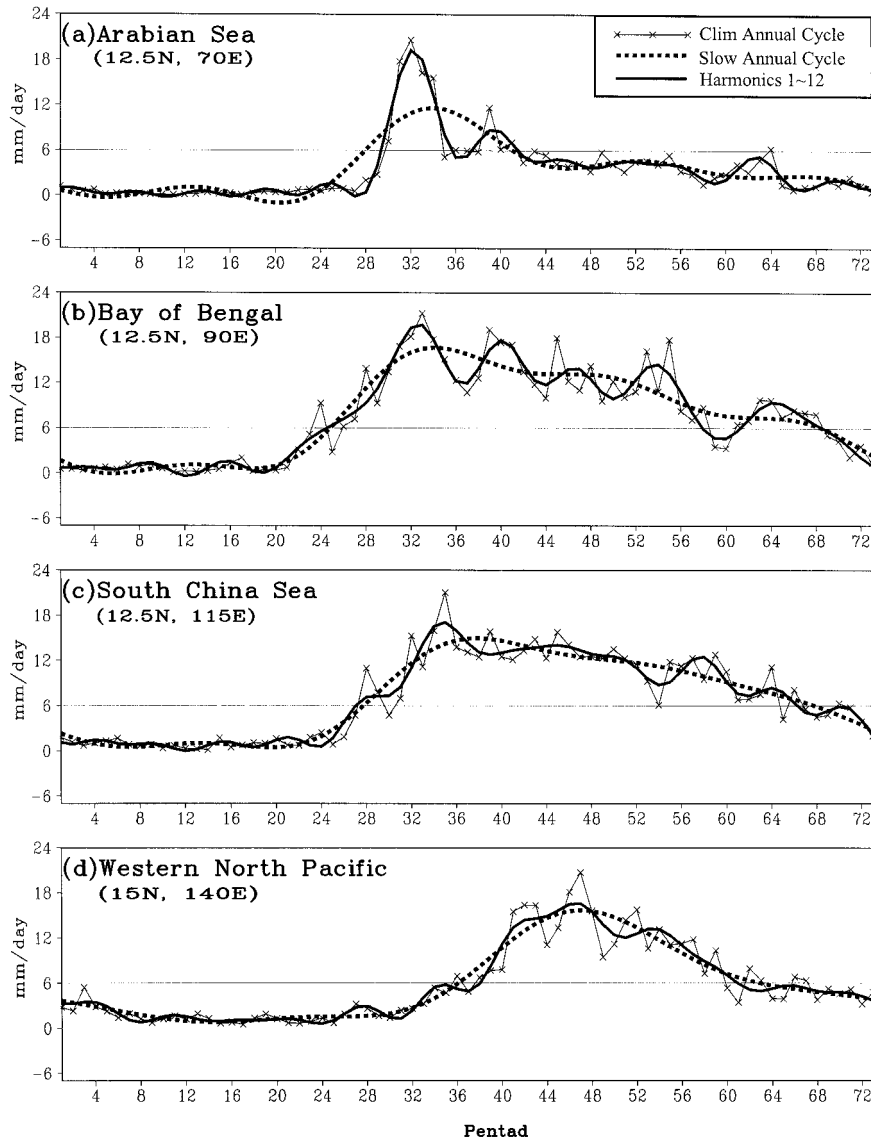 (a)Arabian Sea
(12.5N, 70E)
Clim Annual Cycle
Slow Annual Cycle
Harmonics 1~12
24
18
12
6
0
-6
mm/day
4 8 12 16 20 24 28 32 36 40 44 48 52 56 60 64 68 72
(b)Bay of Bengal
(12.5N, 90E)
24
18
12
6
0
-6
mm/day
4 8 12 16 20 24 28 32 36 40 44 48 52 56 60 64 68 72
(c)South China Sea
(12.5N, 115E)
24
18
12
6
0
-6
mm/day
4 8 12 16 20 24 28 32 36 40 44 48 52 56 60 64 68 72
(d)Western North Pacific
(15N, 140E)
24
18
12
6
0
-6
mm/day
4 8 12 16 20 24 28 32 36 40 44 48 52 56 60 64 68 72
Pentad